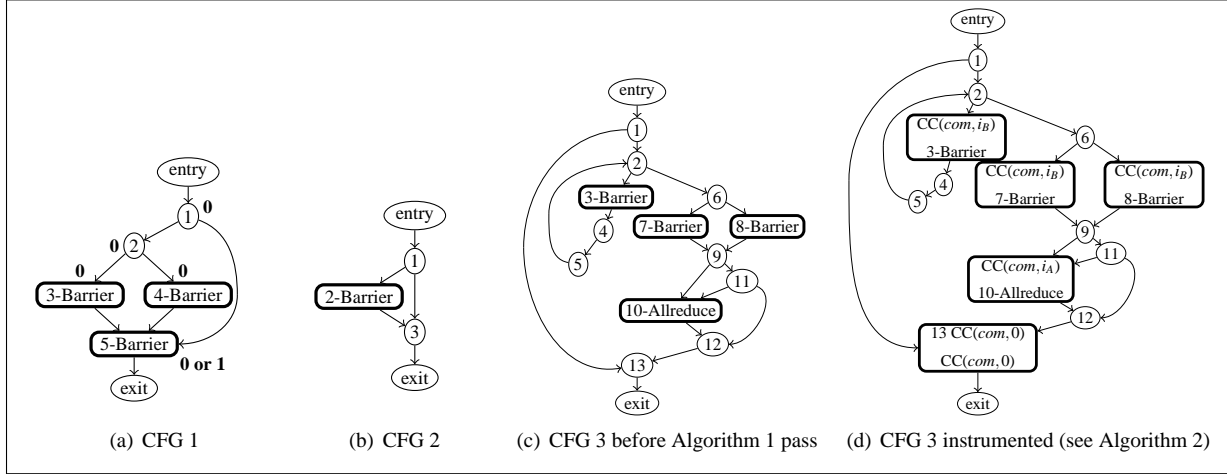 entry
1
0
2
0
0
0
3-Barrier
4-Barrier
5-Barrier
0 or 1
exit
(a) CFG 1
entry
1
2-Barrier
3
exit
(b) CFG 2
entry
1
2
3-Barrier
4
5
6
7-Barrier
8-Barrier
9
11
10-Allreduce
12
13
exit
(c) CFG 3 before Algorithm 1 pass
entry
1
2
CC(com, i_B)
3-Barrier
4
5
6
CC(com, i_B)
7-Barrier
CC(com, i_B)
8-Barrier
9
11
CC(com, i_A)
10-Allreduce
12
13 CC(com, 0)
CC(com, 0)
exit
(d) CFG 3 instrumented (see Algorithm 2)